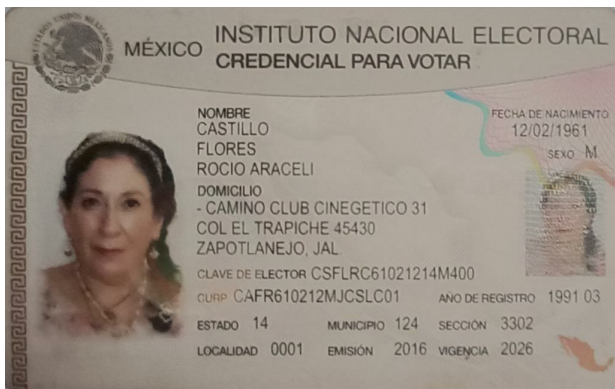 MÉXICO
INSTITUTO NACIONAL ELECTORAL
CREDENCIAL PARA VOTAR
NOMBRE
CASTILLO
FLORES
ROCIO ARACELI
FECHA DE NACIMIENTO
12/02/1961
SEXO M
DOMICILIO
- CAMINO CLUB CINEGETICO 31
COL EL TRAPICHE 45430
ZAPOTLANEJO, JAL.
CLAVE DE ELECTOR CSFLRC61021214M400
CURP CAFR610212MJCSLC01 AÑO DE REGISTRO 1991 03
ESTADO 14 MUNICIPIO 124 SECCIÓN 3302
LOCALIDAD 0001 EMISIÓN 2016 VIGENCIA 2026